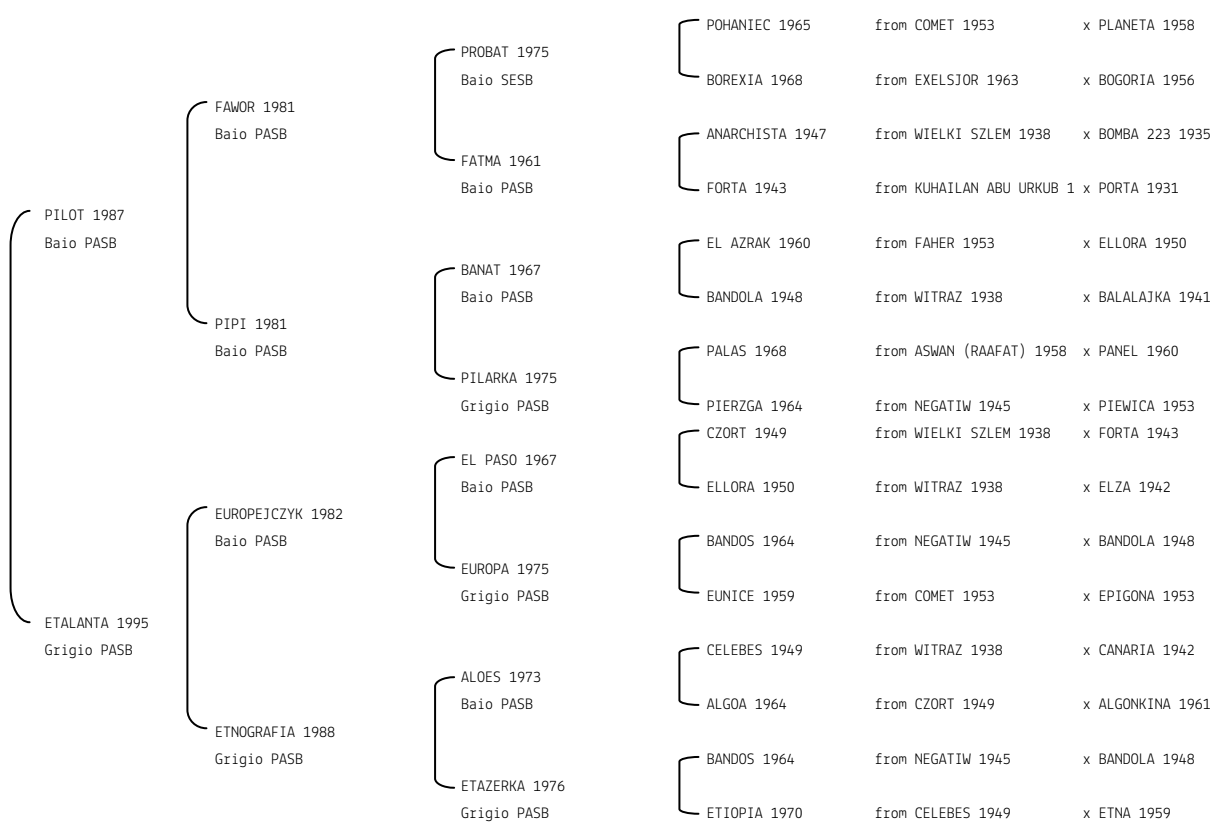 POHANIEC 1965 from COMET 1953 x PLANETA 1958
PROBAT 1975
Baio SESB
BOREXIA 1968 from EXELSJOR 1963 x BOGORIA 1956
FAWOR 1981
Baio PASB
ANARCHISTA 1947 from WIELKI SZLEM 1938 x BOMBA 223 1935
FATMA 1961
Baio PASB
FORTA 1943 from KUHAILAN ABU URKUB 1 x PORTA 1931
PILOT 1987
Baio PASB
EL AZRAK 1960 from FAHER 1953 x ELLORA 1950
BANAT 1967
Baio PASB
BANDOLA 1948 from WITRAZ 1938 x BALALAJKA 1941
PIPI 1981
Baio PASB
PALAS 1968 from ASWAN (RAAFAT) 1958 x PANEL 1960
PILARKA 1975
Grigio PASB
PIERZGA 1964 from NEGATIW 1945 x PIEWICA 1953
CZORT 1949 from WIELKI SZLEM 1938 x FORTA 1943
EL PASO 1967
Baio PASB
ELLORA 1950 from WITRAZ 1938 x ELZA 1942
EUROPEJCZYK 1982
Baio PASB
BANDOS 1964 from NEGATIW 1945 x BANDOLA 1948
EUROPA 1975
Grigio PASB
EUNICE 1959 from COMET 1953 x EPIGONA 1953
ETALANTA 1995
Grigio PASB
CELEBES 1949 from WITRAZ 1938 x CANARIA 1942
ALOES 1973
Baio PASB
ALGOA 1964 from CZORT 1949 x ALGONKINA 1961
ETNOGRAFIA 1988
Grigio PASB
BANDOS 1964 from NEGATIW 1945 x BANDOLA 1948
ETAZERKA 1976
Grigio PASB
ETIOPIA 1970 from CELEBES 1949 x ETNA 1959